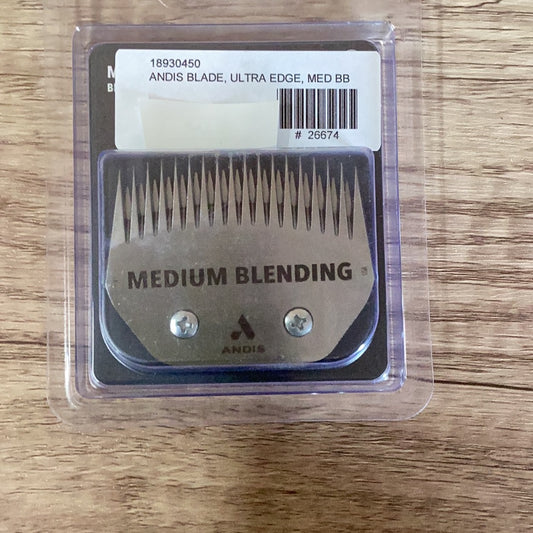 18930450
ANDIS BLADE, ULTRA EDGE, MED BB
# 26674
MEDIUM BLENDING
ANDIS